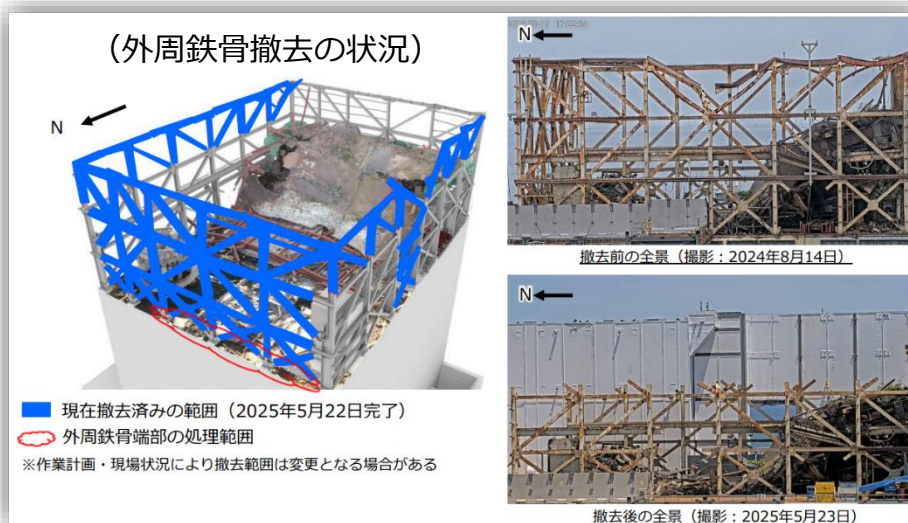 (外周鉄骨撤去の状況)
N
現在撤去済みの範囲(2025年5月22日完了)
外周鉄骨端部の処理範囲
※作業計画・現場状況により撤去範囲は変更となる場合がある
N
撤去前の全景(撮影:2024年8月14日)
N
撤去後の全景(撮影:2025年5月23日)